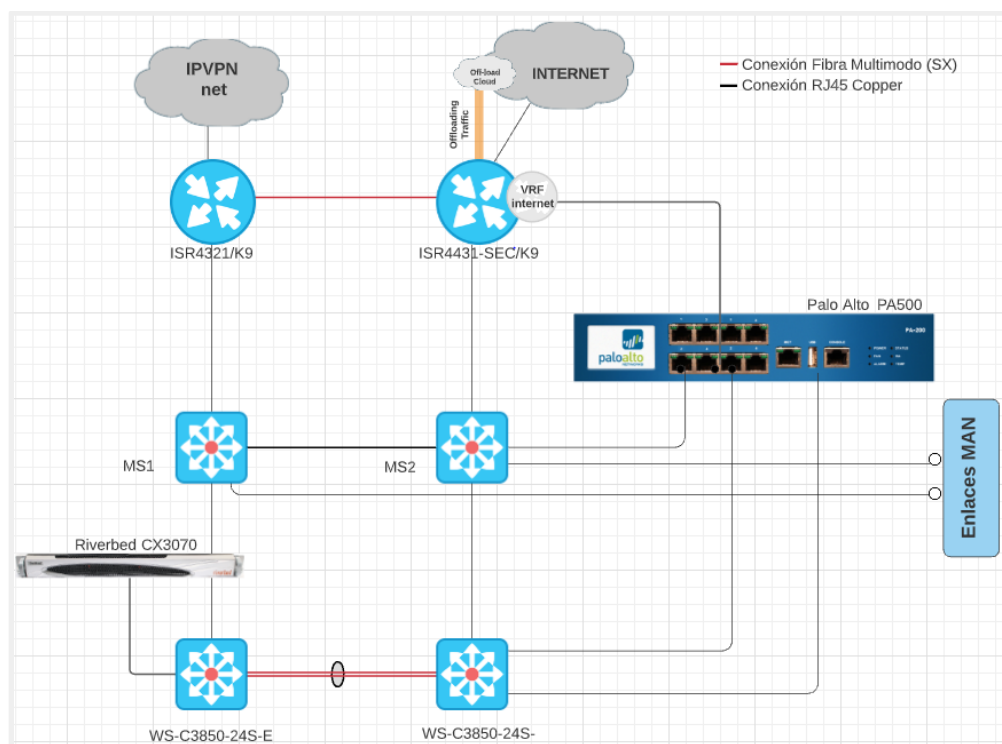 IPVPN
net
Off-load
Cloud
INTERNET
Conexión Fibra Multimodo (SX)
Conexión RJ45 Copper
Offloading
Traffic
VRF
internet
ISR4321/K9
ISR4431-SEC/K9
Palo Alto PA500
paloalto
NETWORKS
PA-200
MS1
MS2
Enlaces MAN
Riverbed CX3070
WS-C3850-24S-E
WS-C3850-24S-